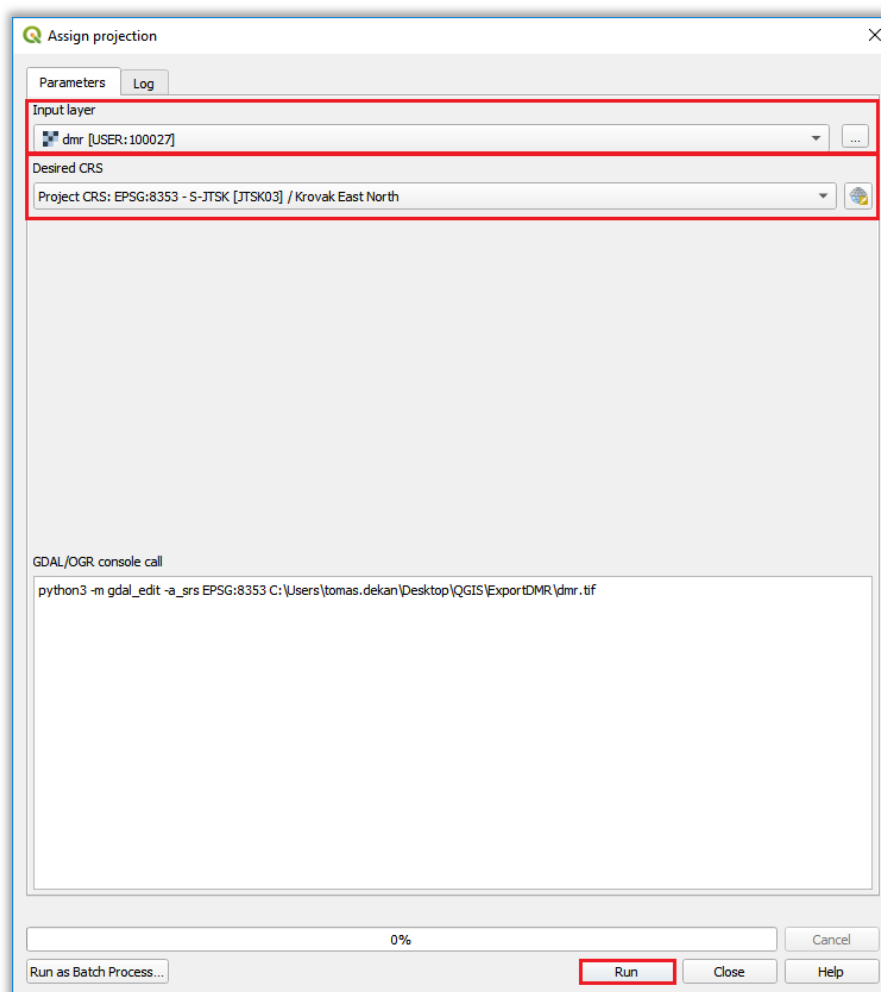 Assign projection
Parameters
Log
Input layer
dmr [USER:100027]
...
Desired CRS
Project CRS: EPSG:8353 - S-JTSK [JTSK03] / Krovak East North
GDAL/OGR console call
python3 -m gdal_edit -a_srs EPSG:8353 C:\Users\tomas.dekan\Desktop\QGIS\ExportDMR\dmr.tif
0%
Cancel
Run as Batch Process...
Run
Close
Help